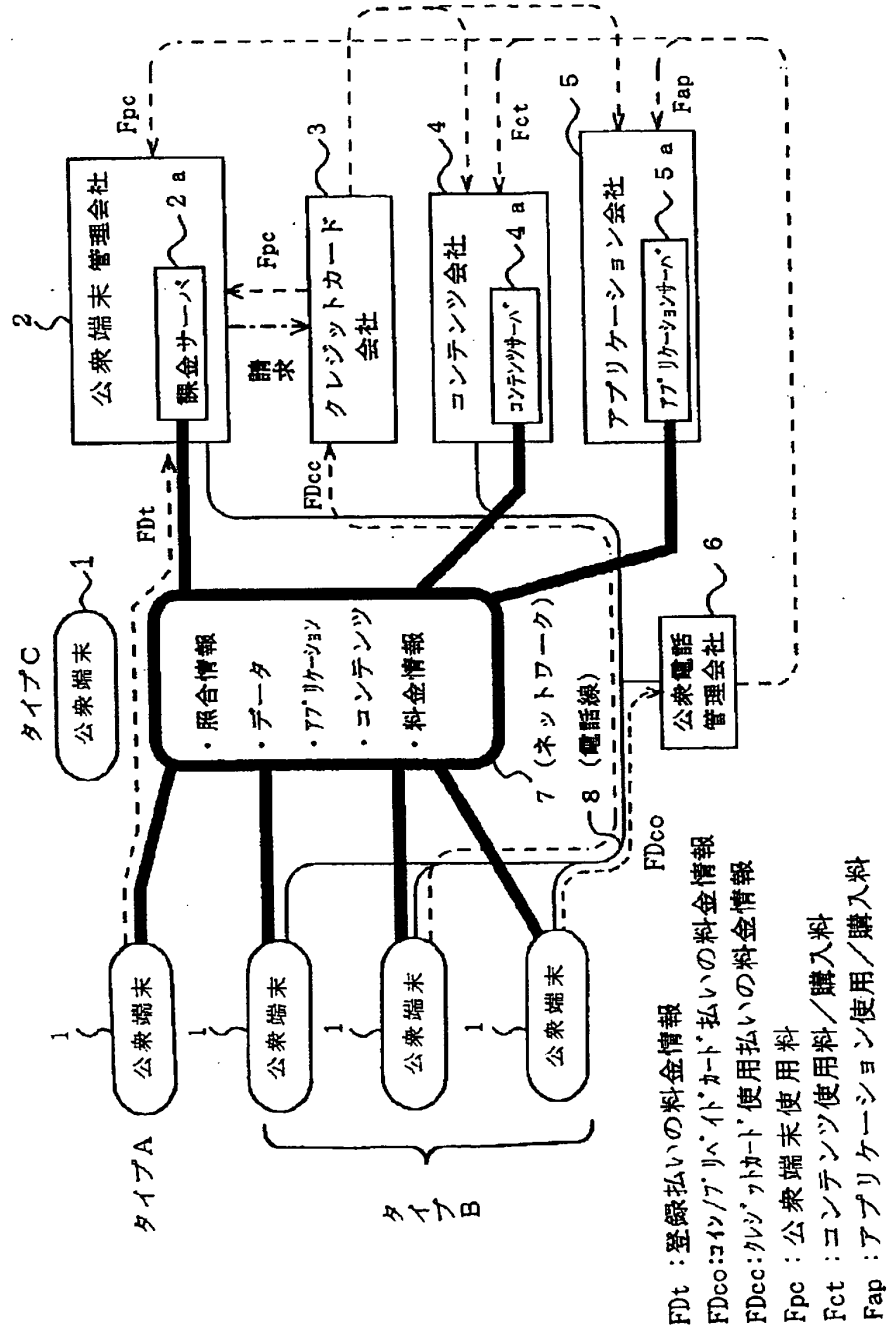 タイプA
1
公衆端末
1
公衆端末
1
公衆端末
1
公衆端末
タイプB
タイプC
公衆端末
1
・照合情報
・データ
・アプリケーション
・コンテンツ
・料金情報
7 (ネットワーク)
8 (電話線)
FDt
FDcc
FDco
2
公衆端末管理会社
課金サーバ
2a
Fpc
請求
Fpc
3
クレジットカード
会社
4
コンテンツ会社
コンテンツサーバ
4a
Fct
5
アプリケーション会社
アプリケーションサーバ
5a
Fap
6
公衆電話
管理会社
FDt :登録払いの料金情報
FDco:コイン/プリペイドカード払いの料金情報
FDcc:クレジットカード使用払いの料金情報
Fpc :公衆端末使用料
Fct :コンテンツ使用料/購入料
Fap :アプリケーション使用/購入料